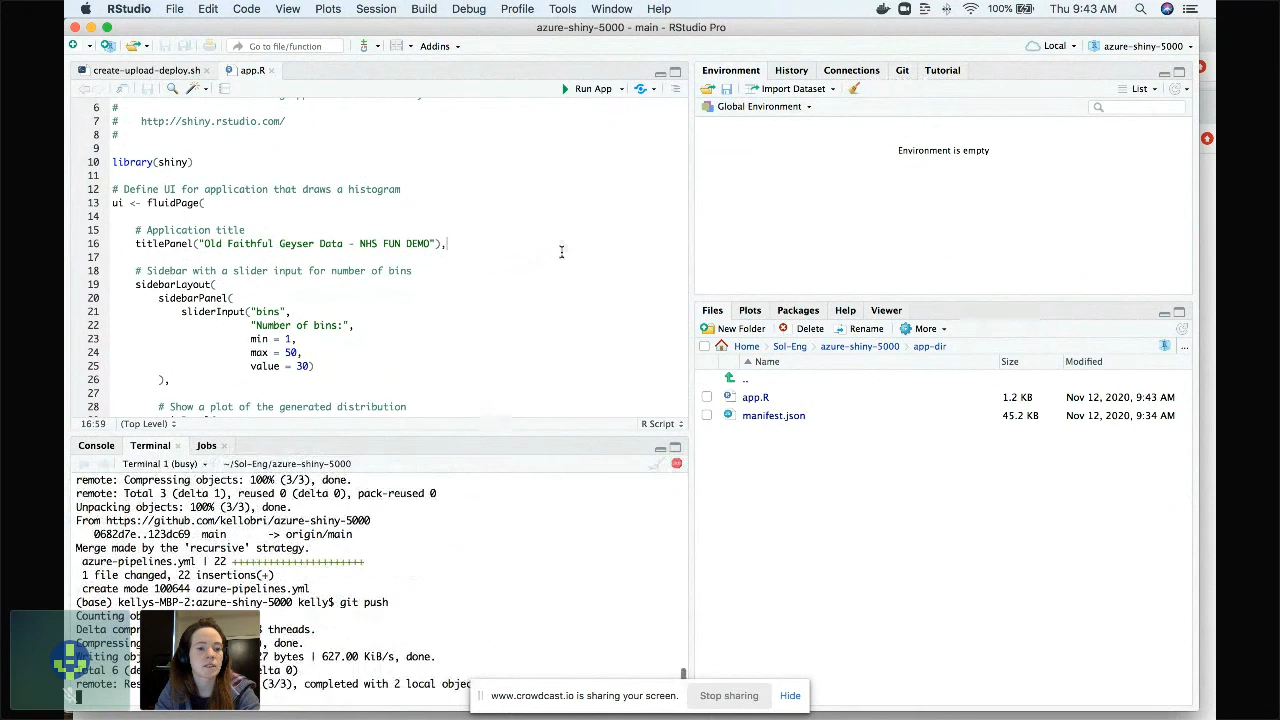 RStudio File Edit Code View Plots Session Build Debug Profile Tools Window Help 100% Thu 9:43 AM
azure-shiny-5000 - main - RStudio Pro
Go to file/function Addins Local azure-shiny-5000
create-upload-deploy.sh app.R
Run App
6 #
7 # http://shiny.rstudio.com/
8 #
9
10 library(shiny)
11
12 # Define UI for application that draws a histogram
13 ui <- fluidPage(
14
15 # Application title
16 titlePanel("Old Faithful Geyser Data - NHS FUN DEMO"),
17
18 # Sidebar with a slider input for number of bins
19 sidebarLayout(
20 sidebarPanel(
21 sliderInput("bins",
22 "Number of bins:",
23 min = 1,
24 max = 50,
25 value = 30)
26 ),
27
28 # Show a plot of the generated distribution
16:59 (Top Level) R Script
Console Terminal Jobs
Terminal 1 (busy) ~/Sol-Eng/azure-shiny-5000
remote: Compressing objects: 100% (3/3), done.
remote: Total 3 (delta 1), reused 0 (delta 0), pack-reused 0
Unpacking objects: 100% (3/3), done.
From https://github.com/kellobri/azure-shiny-5000
0682d7e..123dc69 main -> origin/main
Merge made by the 'recursive' strategy.
azure-pipelines.yml | 22 ++++++++++++++++++++++
1 file changed, 22 insertions(+)
create mode 100644 azure-pipelines.yml
(base) kellys-MBP-2:azure-shiny-5000 kelly$ git push
Counting
Delta threads.
Compressing done.
Writing bytes | 627.00 KiB/s, done.
Total 6 delta 0)
remote: (3/3), completed with 2 local
Environment History Connections Git Tutorial
Import Dataset List
Global Environment
Environment is empty
Files Plots Packages Help Viewer
New Folder Delete Rename More
Home Sol-Eng azure-shiny-5000 app-dir ...
Name Size Modified
..
app.R 1.2 KB Nov 12, 2020, 9:43 AM
manifest.json 45.2 KB Nov 12, 2020, 9:34 AM
www.crowdcast.io is sharing your screen. Stop sharing Hide